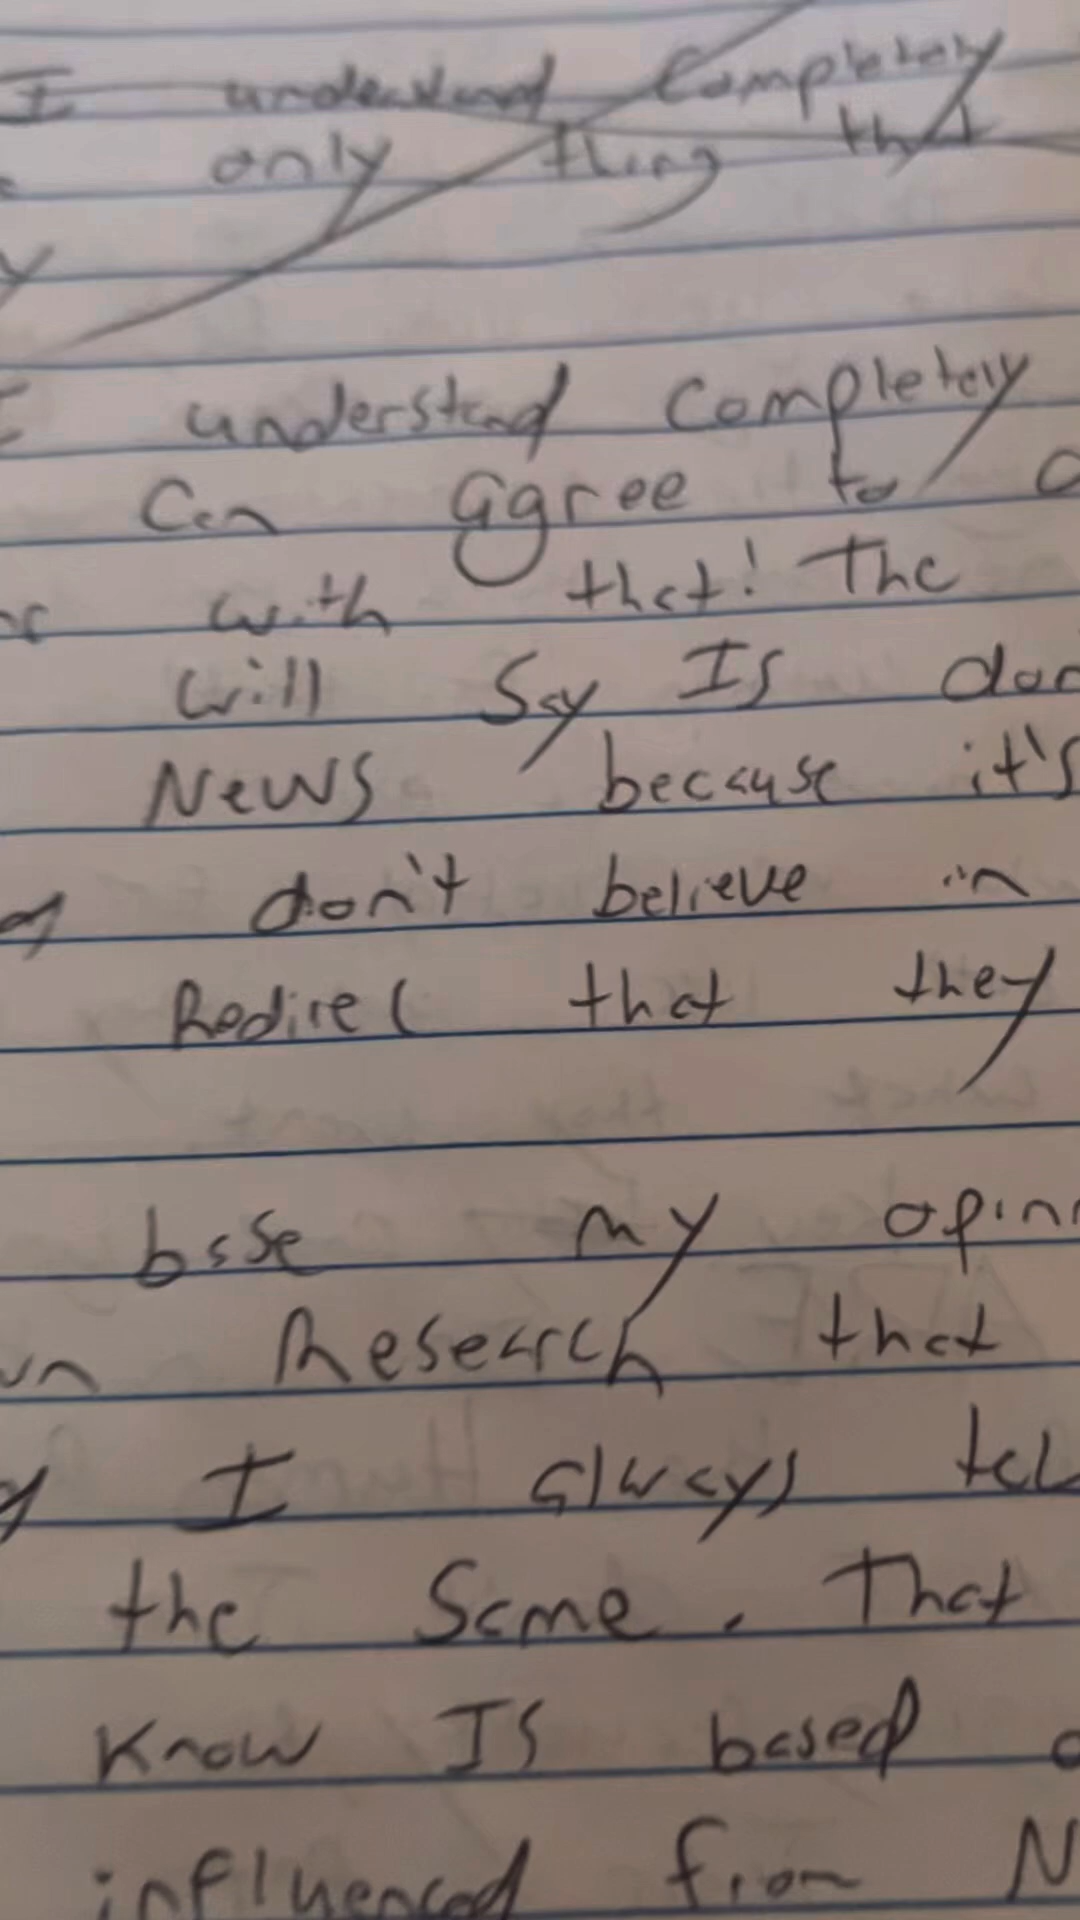 I understand Completely
only thing that
y
I understand Completely
Can agree to
with that! The
will Say IS
News because it's
don't believe in
that they
base my
Research that
I always
the Same. That
Know IS based
influenced from N